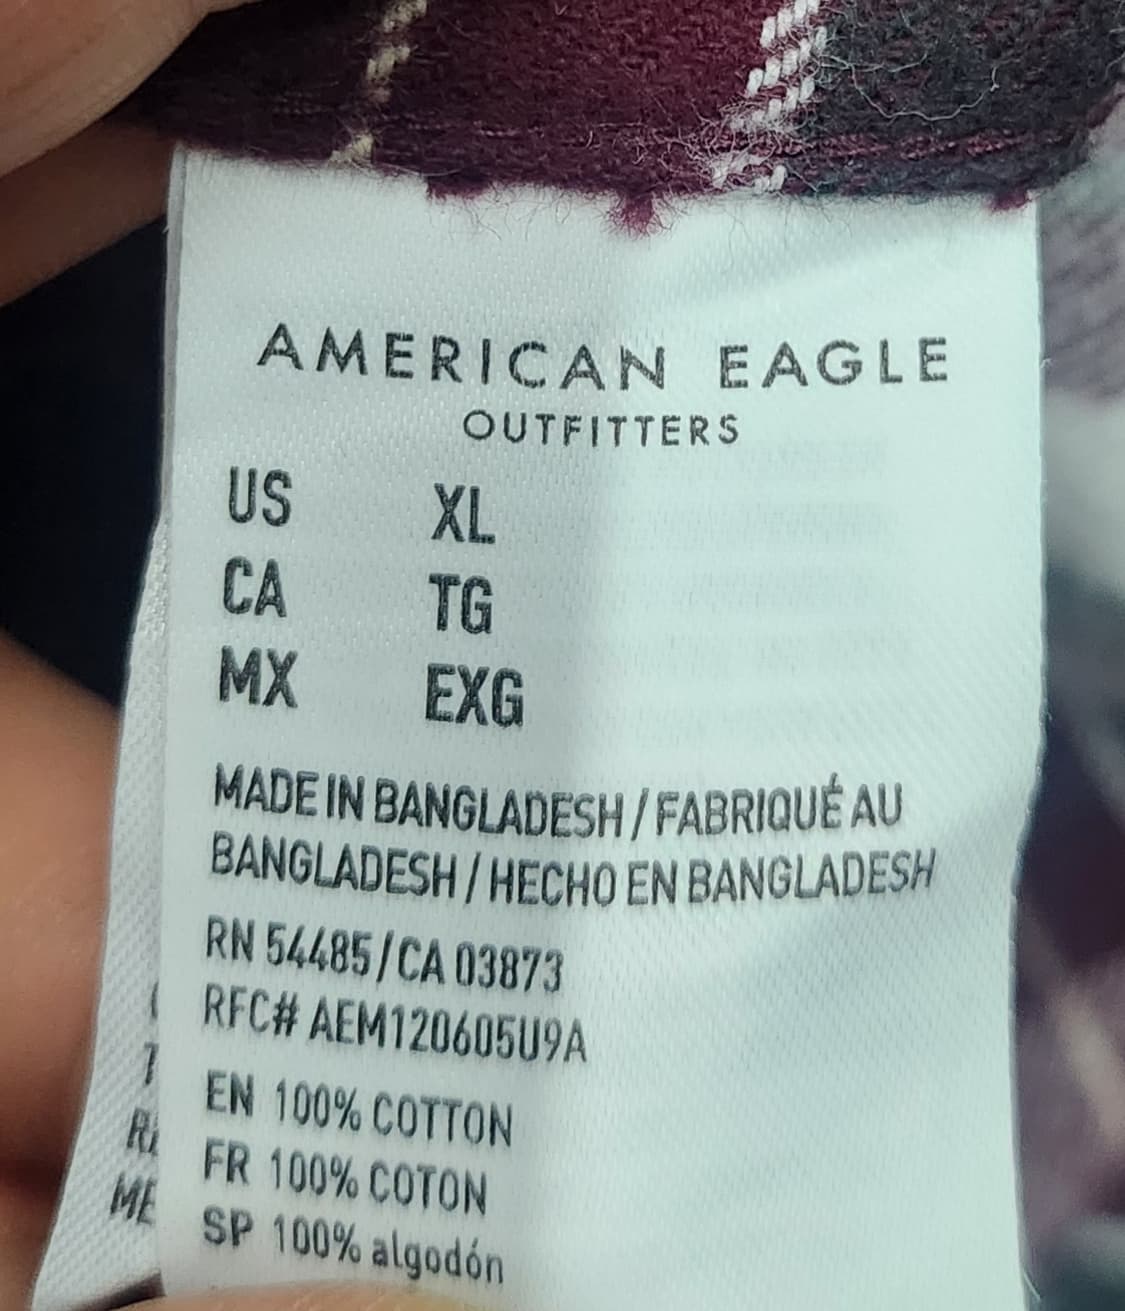 AMERICAN EAGLE
OUTFITTERS
US XL
CA TG
MX EXG
MADE IN BANGLADESH / FABRIQUÉ AU
BANGLADESH / HECHO EN BANGLADESH
RN 54485/CA 03873
RFC# AEM120605U9A
EN 100% COTTON
FR 100% COTON
SP 100% algodón